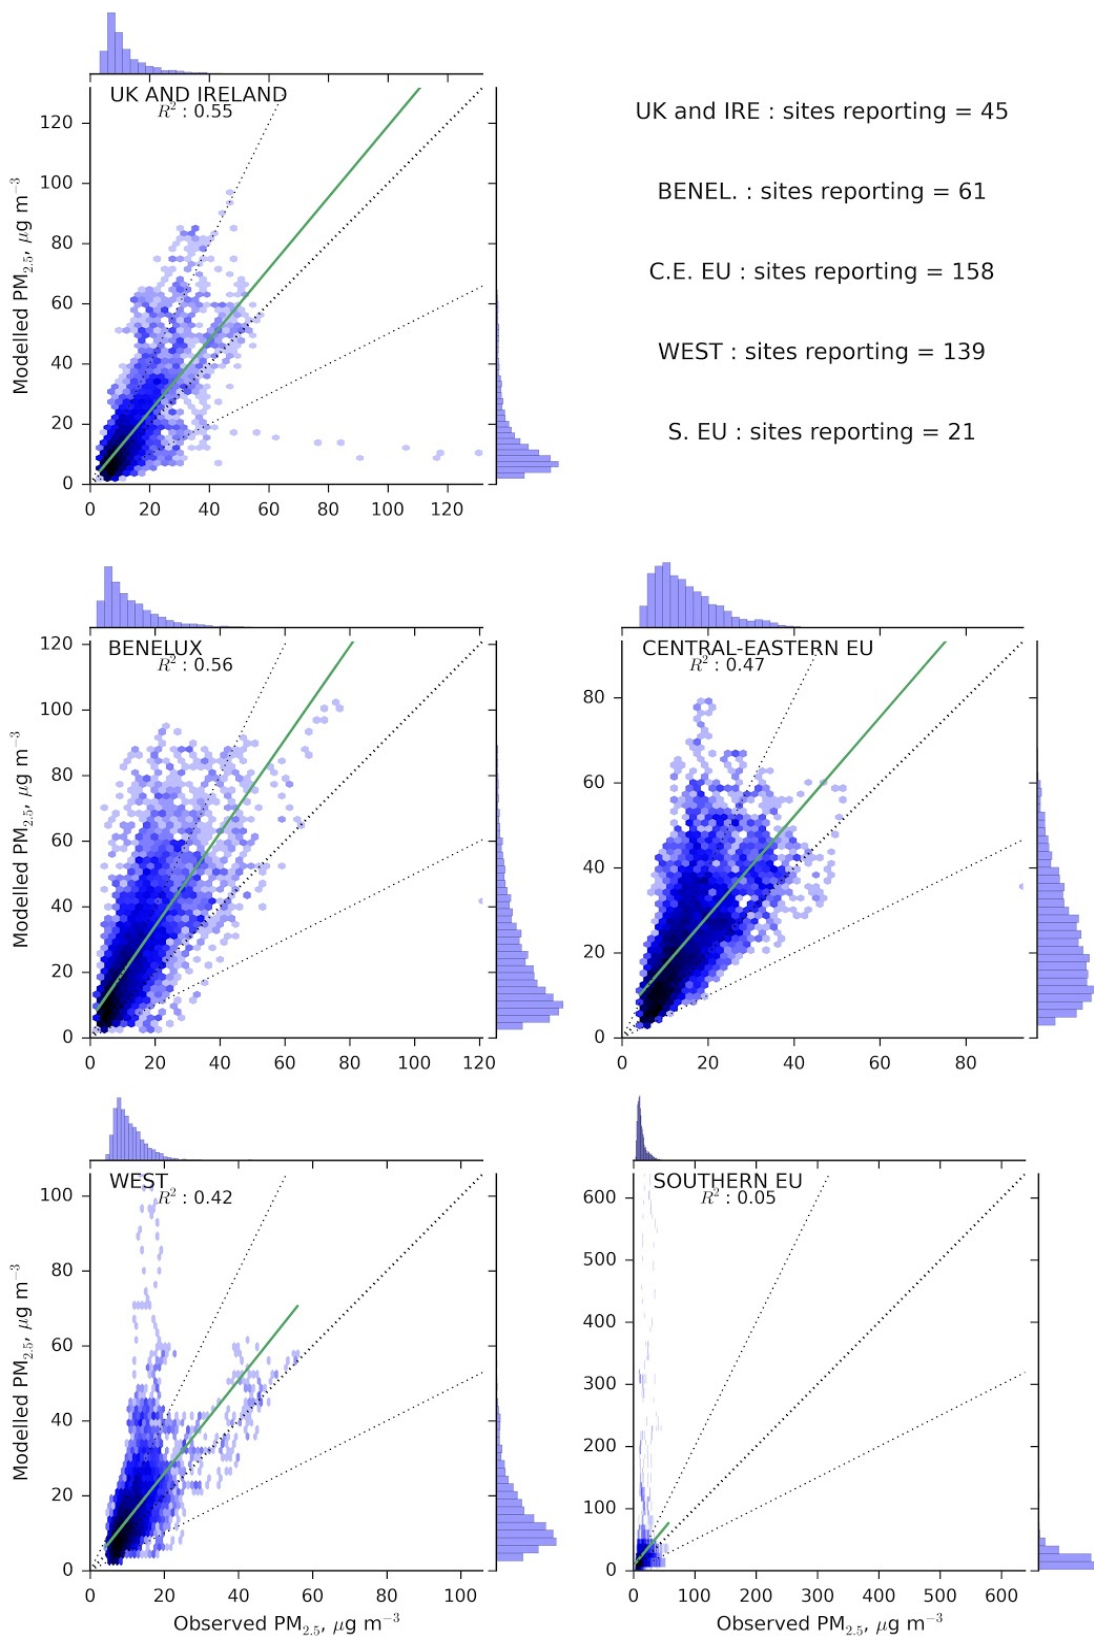 UK AND IRELAND
R² : 0.55
Modelled PM₂.₅, μg m⁻³
120
100
80
60
40
20
0
0 20 40 60 80 100 120
UK and IRE : sites reporting = 45
BENEL. : sites reporting = 61
C.E. EU : sites reporting = 158
WEST : sites reporting = 139
S. EU : sites reporting = 21
BENELUX
R² : 0.56
Modelled PM₂.₅, μg m⁻³
120
100
80
60
40
20
0
0 20 40 60 80 100 120
CENTRAL-EASTERN EU
R² : 0.47
80
60
40
20
0
0 20 40 60 80
WEST
R² : 0.42
Modelled PM₂.₅, μg m⁻³
100
80
60
40
20
0
0 20 40 60 80 100
Observed PM₂.₅, μg m⁻³
SOUTHERN EU
R² : 0.05
600
500
400
300
200
100
0
0 100 200 300 400 500 600
Observed PM₂.₅, μg m⁻³